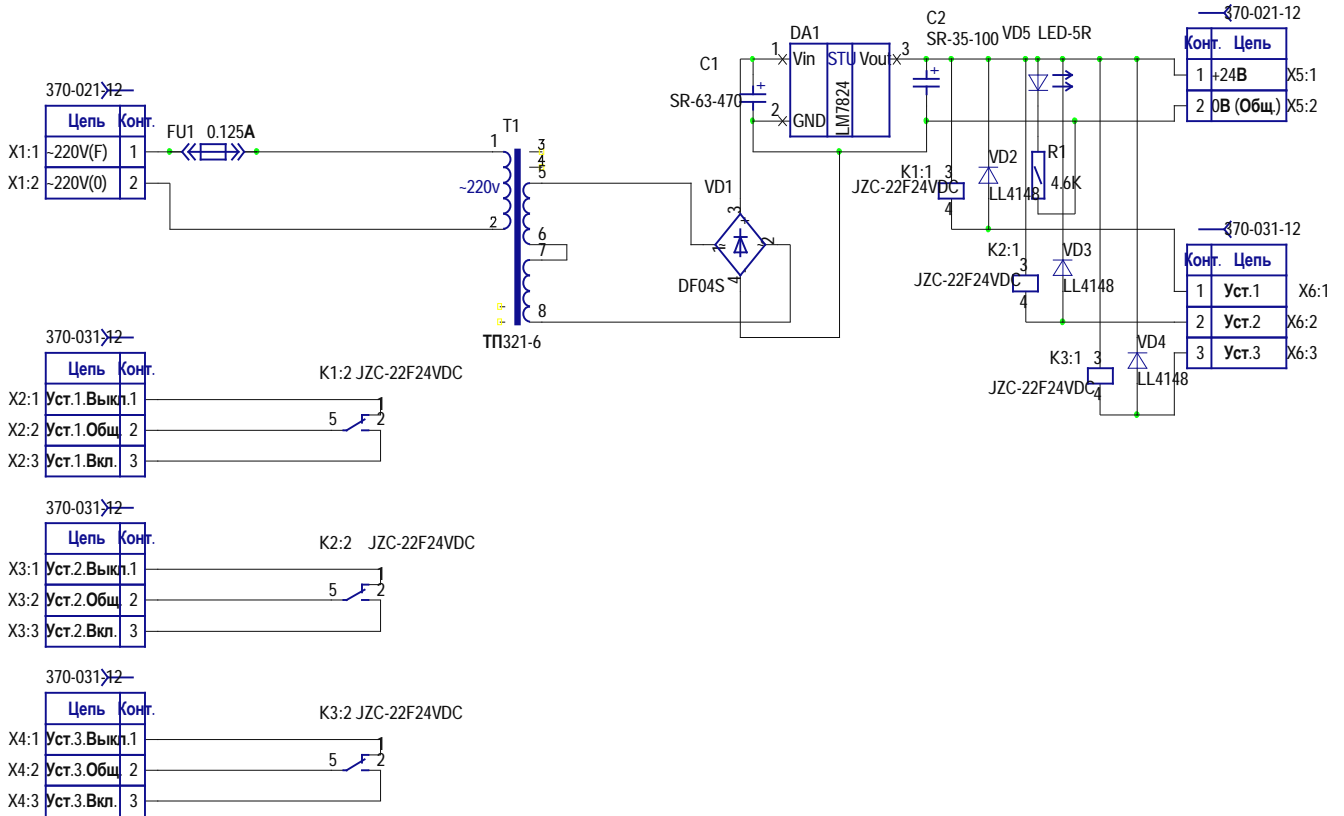 370-021-12
Цепь Конт.
X1:1 ~220V(F) 1
X1:2 ~220V(0) 2
FU1 0.125А
T1
1
2
3
4
5
6
7
8
~220v
ТП321-6
VD1
3
1
2
4
DF04S
C1
SR-63-470
+
DA1
1 Vin STU Vout 3
2 GND
LM7824
C2
SR-35-100
+
VD5 LED-5R
K1:1 3
JZC-22F24VDC
4
VD2
LL4148
R1
4.6K
K2:1
3
JZC-22F24VDC
4
VD3
LL4148
K3:1 3
JZC-22F24VDC
4
VD4
LL4148
370-021-12
Конт. Цепь
1 +24В X5:1
2 0В (Общ.) X5:2
370-031-12
Конт. Цепь
1 Уст.1 X6:1
2 Уст.2 X6:2
3 Уст.3 X6:3
370-031-12
Цепь Конт.
X2:1 Уст.1.Выкл. 1
X2:2 Уст.1.Общ. 2
X2:3 Уст.1.Вкл. 3
K1:2 JZC-22F24VDC
1
5 2
370-031-12
Цепь Конт.
X3:1 Уст.2.Выкл. 1
X3:2 Уст.2.Общ. 2
X3:3 Уст.2.Вкл. 3
K2:2 JZC-22F24VDC
1
5 2
370-031-12
Цепь Конт.
X4:1 Уст.3.Выкл. 1
X4:2 Уст.3.Общ. 2
X4:3 Уст.3.Вкл. 3
K3:2 JZC-22F24VDC
1
5 2